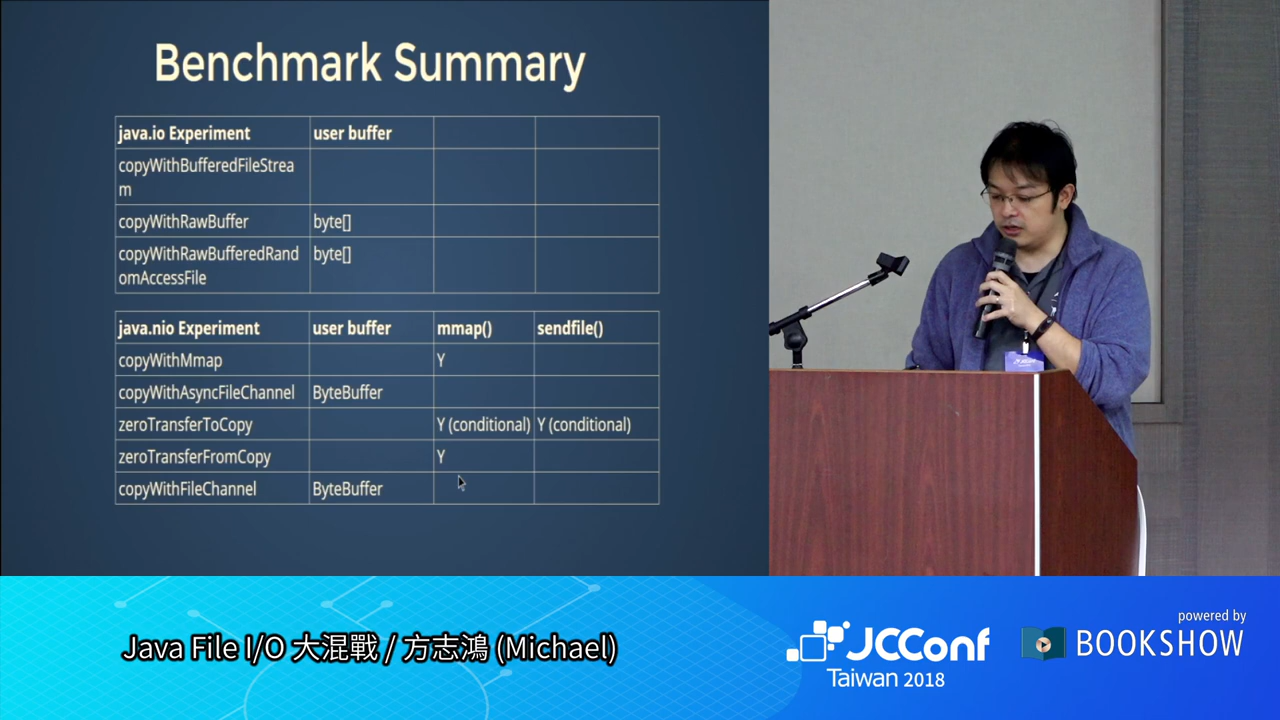 Benchmark Summary
java.io Experiment user buffer
copyWithBufferedFileStrea
m
copyWithRawBuffer byte[]
copyWithRawBufferedRand byte[]
omAccessFile
java.nio Experiment user buffer mmap() sendfile()
copyWithMmap Y
copyWithAsyncFileChannel ByteBuffer
zeroTransferToCopy Y (conditional) Y (conditional)
zeroTransferFromCopy Y
copyWithFileChannel ByteBuffer
Java File I/O 大混戰 / 方志鴻 (Michael)
JCConf
Taiwan 2018
powered by
BOOKSHOW